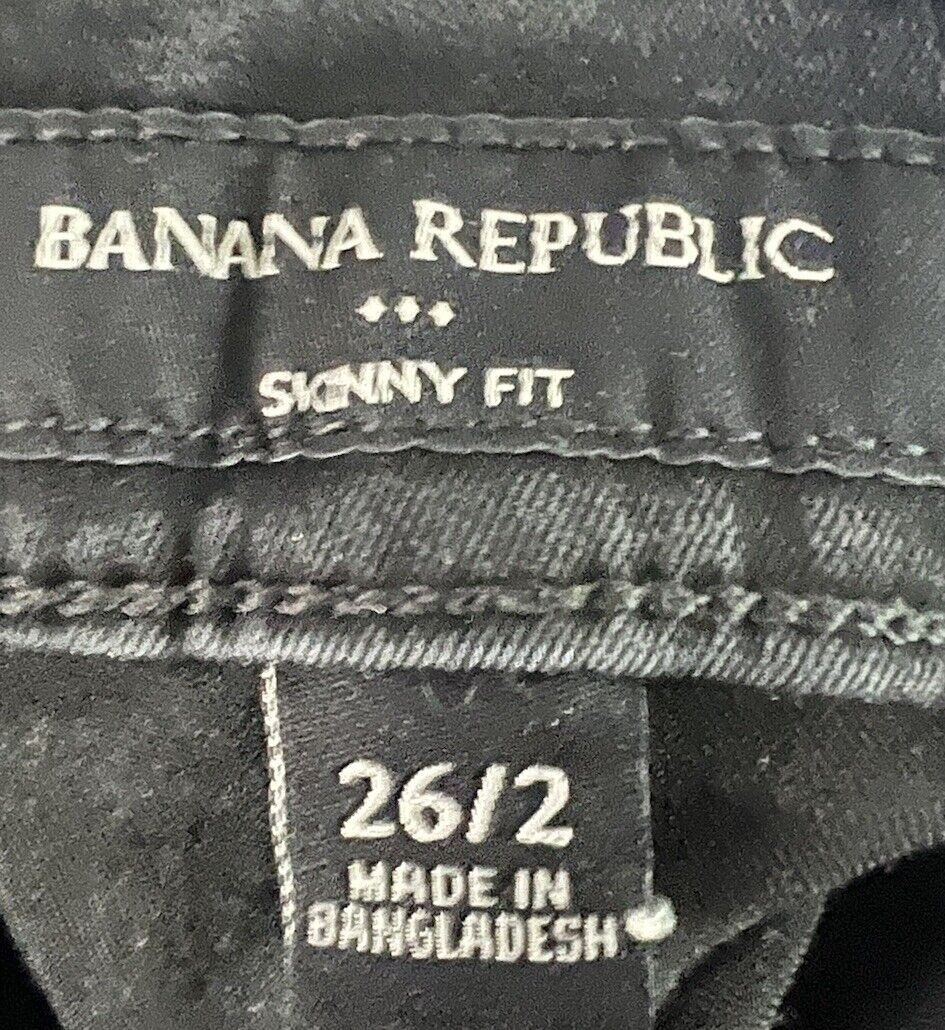 BANANA REPUBLIC
SKINNY FIT
26/2
MADE IN
BANGLADESH